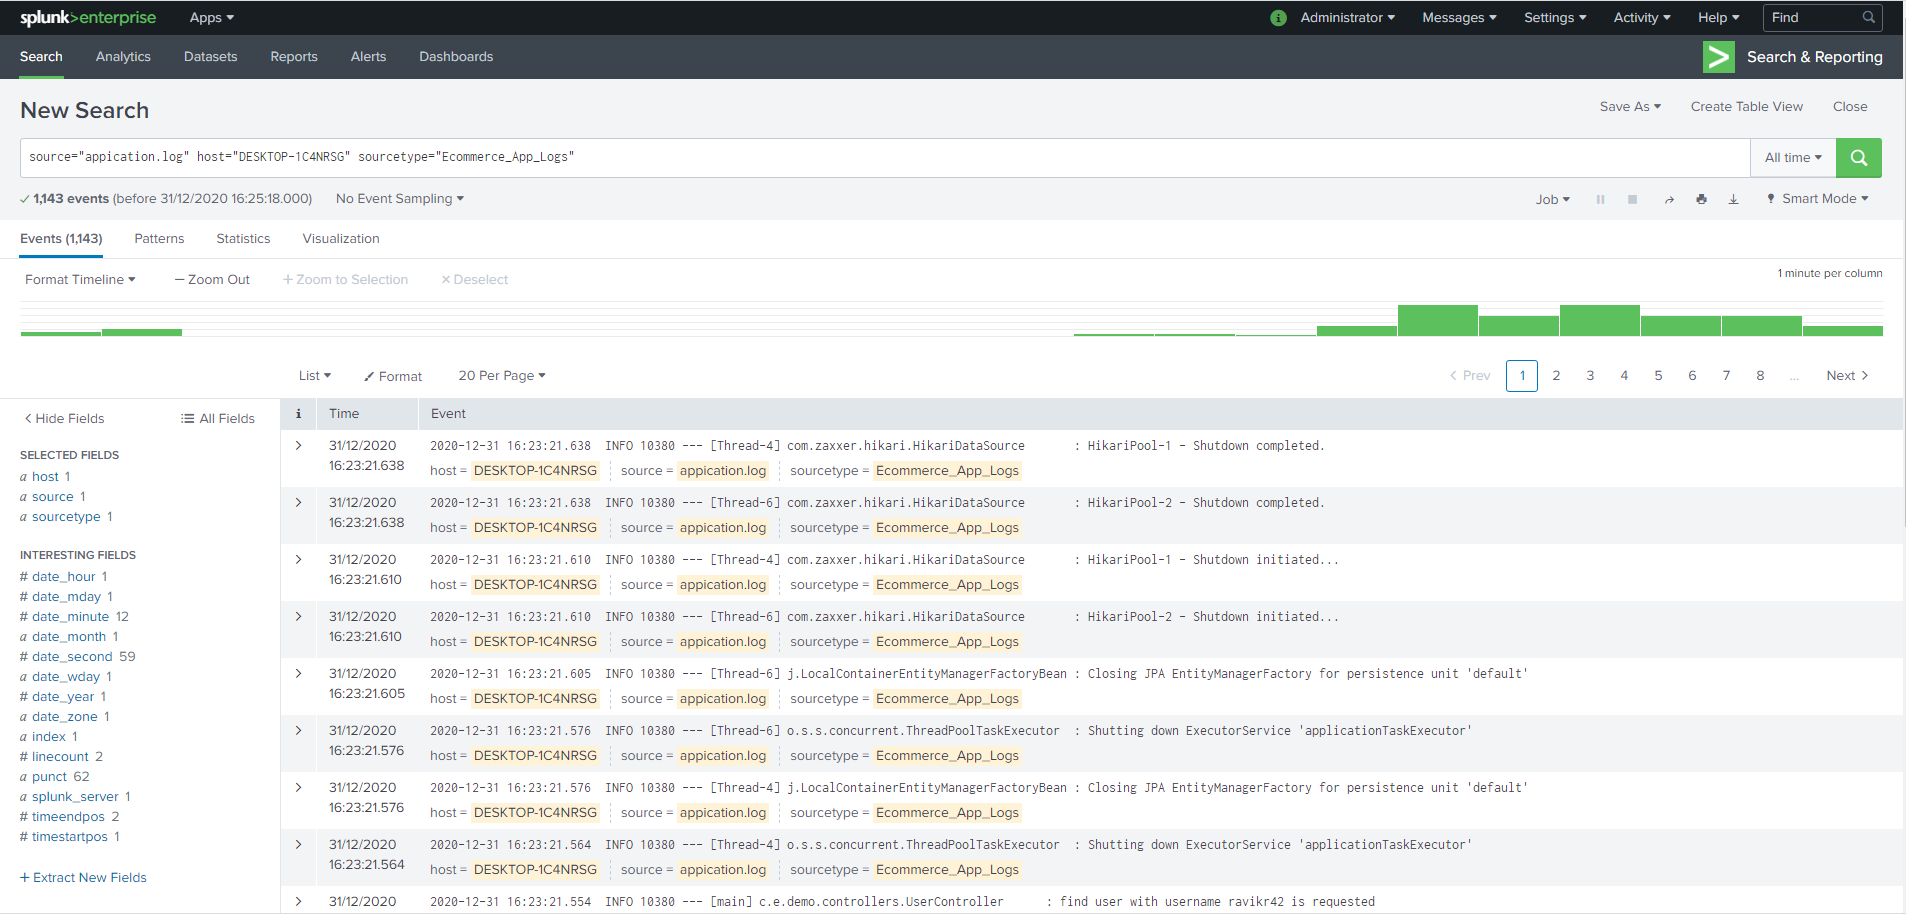 splunk>enterprise Apps ▾ i Administrator ▾ Messages ▾ Settings ▾ Activity ▾ Help ▾ Find
Search Analytics Datasets Reports Alerts Dashboards > Search & Reporting
New Search Save As ▾ Create Table View Close
source="appication.log" host="DESKTOP-1C4NRSG" sourcetype="Ecommerce_App_Logs" All time ▾
✓ 1,143 events (before 31/12/2020 16:25:18.000) No Event Sampling ▾ Job ▾ Smart Mode ▾
Events (1,143) Patterns Statistics Visualization
Format Timeline ▾ — Zoom Out + Zoom to Selection × Deselect 1 minute per column
List ▾ Format 20 Per Page ▾ < Prev 1 2 3 4 5 6 7 8 ... Next >
< Hide Fields All Fields
SELECTED FIELDS
a host 1
a source 1
a sourcetype 1
INTERESTING FIELDS
# date_hour 1
# date_mday 1
# date_minute 12
a date_month 1
# date_second 59
a date_wday 1
# date_year 1
a date_zone 1
a index 1
# linecount 2
a punct 62
a splunk_server 1
# timeendpos 2
# timestartpos 1
+ Extract New Fields
i Time Event
> 31/12/2020 2020-12-31 16:23:21.638 INFO 10380 --- [Thread-4] com.zaxxer.hikari.HikariDataSource : HikariPool-1 - Shutdown completed.
16:23:21.638 host = DESKTOP-1C4NRSG source = appication.log sourcetype = Ecommerce_App_Logs
> 31/12/2020 2020-12-31 16:23:21.638 INFO 10380 --- [Thread-6] com.zaxxer.hikari.HikariDataSource : HikariPool-2 - Shutdown completed.
16:23:21.638 host = DESKTOP-1C4NRSG source = appication.log sourcetype = Ecommerce_App_Logs
> 31/12/2020 2020-12-31 16:23:21.610 INFO 10380 --- [Thread-4] com.zaxxer.hikari.HikariDataSource : HikariPool-1 - Shutdown initiated...
16:23:21.610 host = DESKTOP-1C4NRSG source = appication.log sourcetype = Ecommerce_App_Logs
> 31/12/2020 2020-12-31 16:23:21.610 INFO 10380 --- [Thread-6] com.zaxxer.hikari.HikariDataSource : HikariPool-2 - Shutdown initiated...
16:23:21.610 host = DESKTOP-1C4NRSG source = appication.log sourcetype = Ecommerce_App_Logs
> 31/12/2020 2020-12-31 16:23:21.605 INFO 10380 --- [Thread-6] j.LocalContainerEntityManagerFactoryBean : Closing JPA EntityManagerFactory for persistence unit 'default'
16:23:21.605 host = DESKTOP-1C4NRSG source = appication.log sourcetype = Ecommerce_App_Logs
> 31/12/2020 2020-12-31 16:23:21.576 INFO 10380 --- [Thread-6] o.s.s.concurrent.ThreadPoolTaskExecutor : Shutting down ExecutorService 'applicationTaskExecutor'
16:23:21.576 host = DESKTOP-1C4NRSG source = appication.log sourcetype = Ecommerce_App_Logs
> 31/12/2020 2020-12-31 16:23:21.576 INFO 10380 --- [Thread-4] j.LocalContainerEntityManagerFactoryBean : Closing JPA EntityManagerFactory for persistence unit 'default'
16:23:21.576 host = DESKTOP-1C4NRSG source = appication.log sourcetype = Ecommerce_App_Logs
> 31/12/2020 2020-12-31 16:23:21.564 INFO 10380 --- [Thread-4] o.s.s.concurrent.ThreadPoolTaskExecutor : Shutting down ExecutorService 'applicationTaskExecutor'
16:23:21.564 host = DESKTOP-1C4NRSG source = appication.log sourcetype = Ecommerce_App_Logs
> 31/12/2020 2020-12-31 16:23:21.554 INFO 10380 --- [main] c.e.demo.controllers.UserController : find user with username ravikr42 is requested